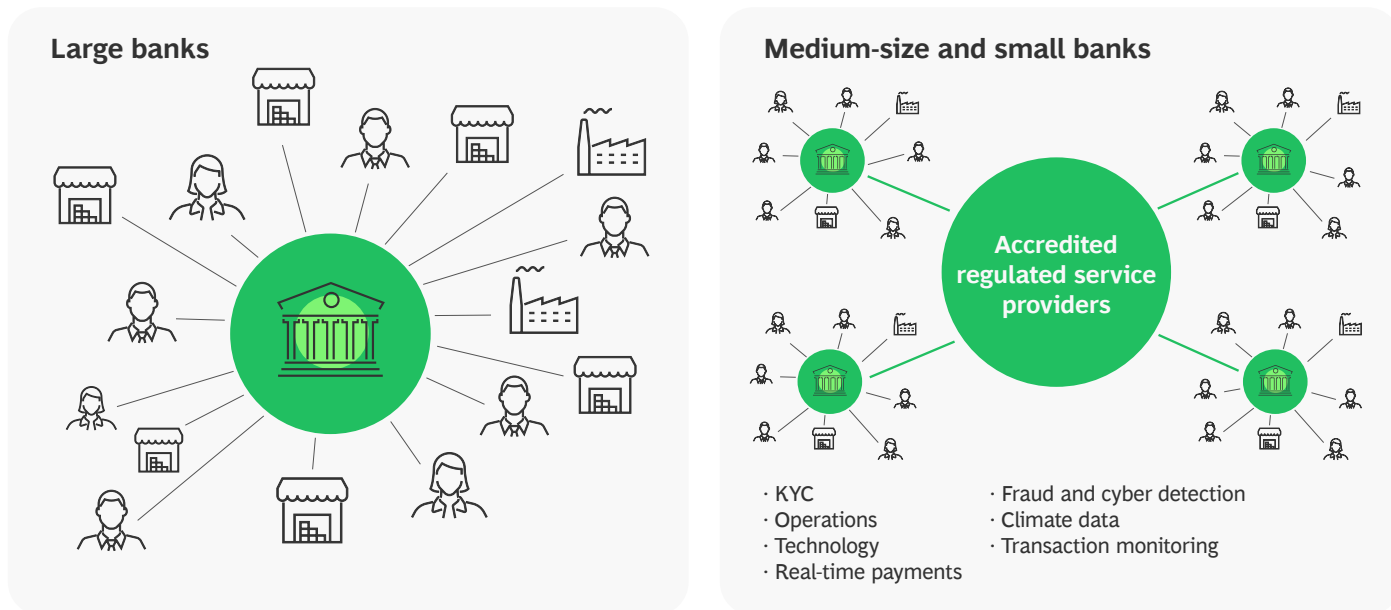 Large banks
Medium-size and small banks
Accredited
regulated service
providers
· KYC
· Operations
· Technology
· Real-time payments
· Fraud and cyber detection
· Climate data
· Transaction monitoring